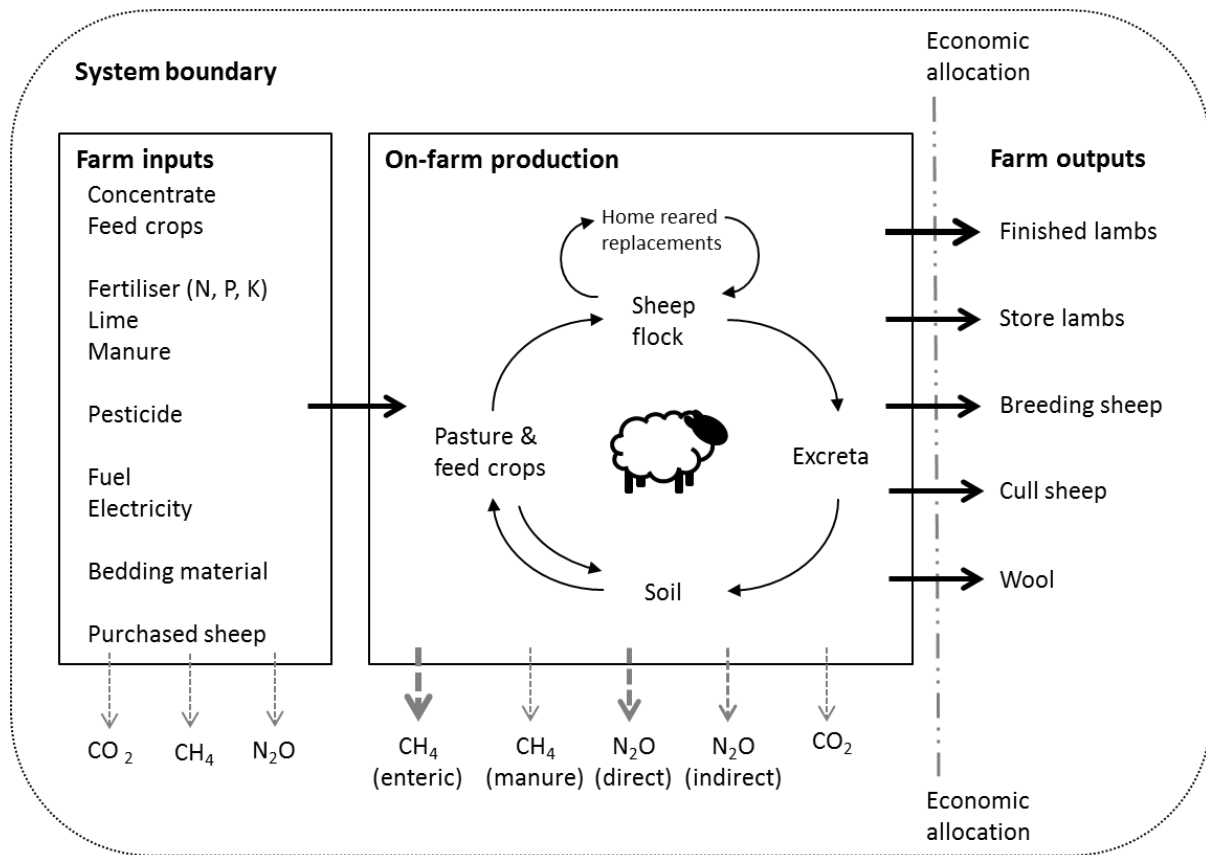 System boundary
Economic
allocation
Farm inputs
Concentrate
Feed crops
Fertiliser (N, P, K)
Lime
Manure
Pesticide
Fuel
Electricity
Bedding material
Purchased sheep
On-farm production
Home reared
replacements
Sheep
flock
Pasture &
feed crops
Excreta
Soil
Farm outputs
Finished lambs
Store lambs
Breeding sheep
Cull sheep
Wool
CO₂
CH₄
N₂O
CH₄
(enteric)
CH₄
(manure)
N₂O
(direct)
N₂O
(indirect)
CO₂
Economic
allocation